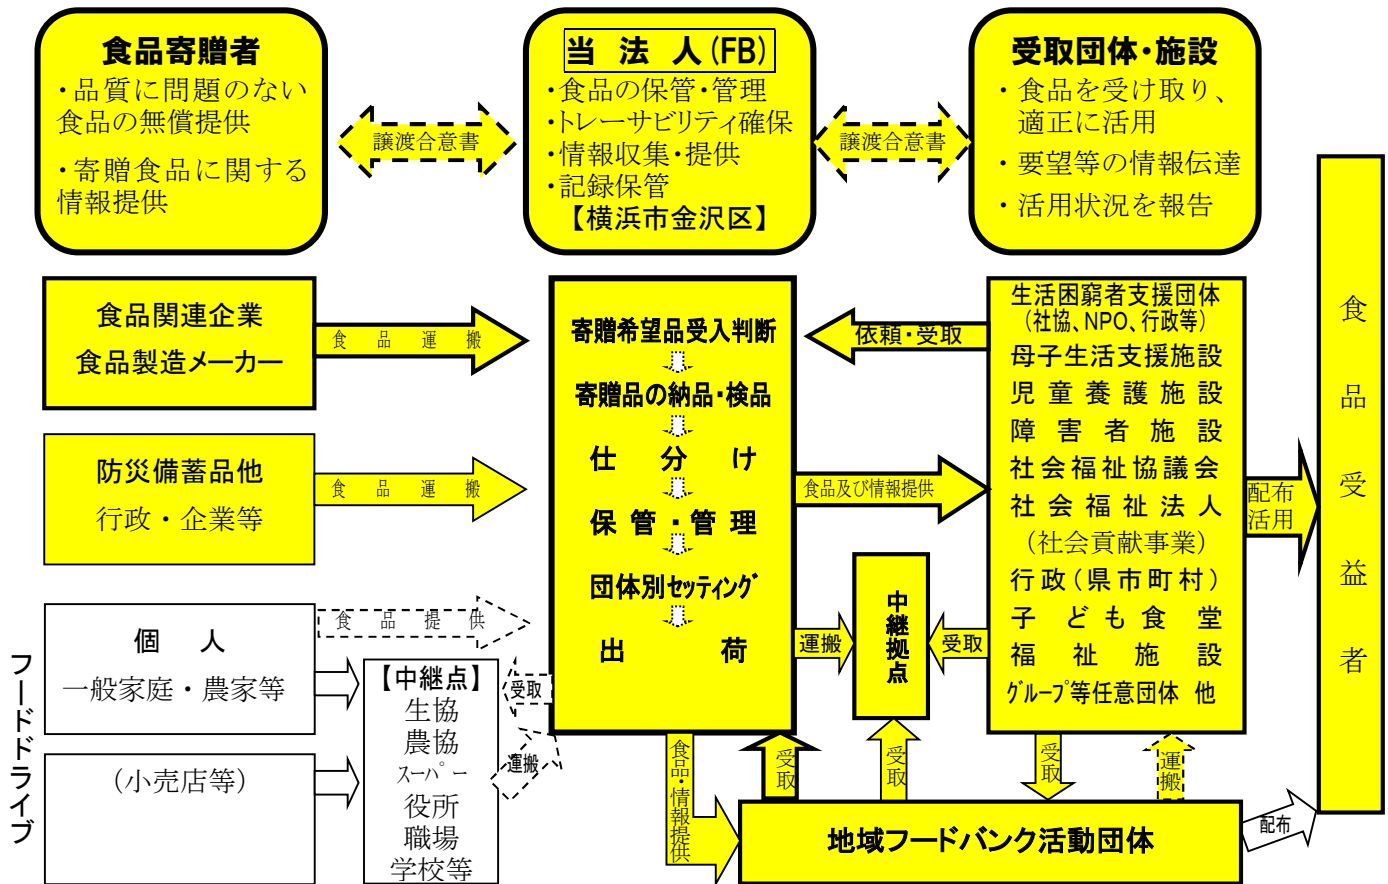 食品寄贈者
・品質に問題のない
食品の無償提供
・寄贈食品に関する
情報提供
譲渡合意書
当法人(FB)
・食品の保管・管理
・トレーサビリティ確保
・情報収集・提供
・記録保管
【横浜市金沢区】
譲渡合意書
受取団体・施設
・食品を受け取り、
適正に活用
・要望等の情報伝達
・活用状況を報告
食品関連企業
食品製造メーカー
食品運搬
防災備蓄品他
行政・企業等
食品運搬
フードドライブ
個人
一般家庭・農家等
食品提供
(小売店等)
【中継点】
生協
農協
スーパー
役所
職場
学校等
受取
運搬
寄贈希望品受入判断
寄贈品の納品・検品
仕分け
保管・管理
団体別セッティング
出荷
依頼・受取
食品及び情報提供
運搬
中継拠点
受取
生活困窮者支援団体
(社協、NPO、行政等)
母子生活支援施設
児童養護施設
障害者施設
社会福祉協議会
社会福祉法人
(社会貢献事業)
行政(県市町村)
子ども食堂
福祉施設
グループ等任意団体 他
配布
活用
食品受益者
食品・情報提供
受取
受取
受取
運搬
地域フードバンク活動団体
配布